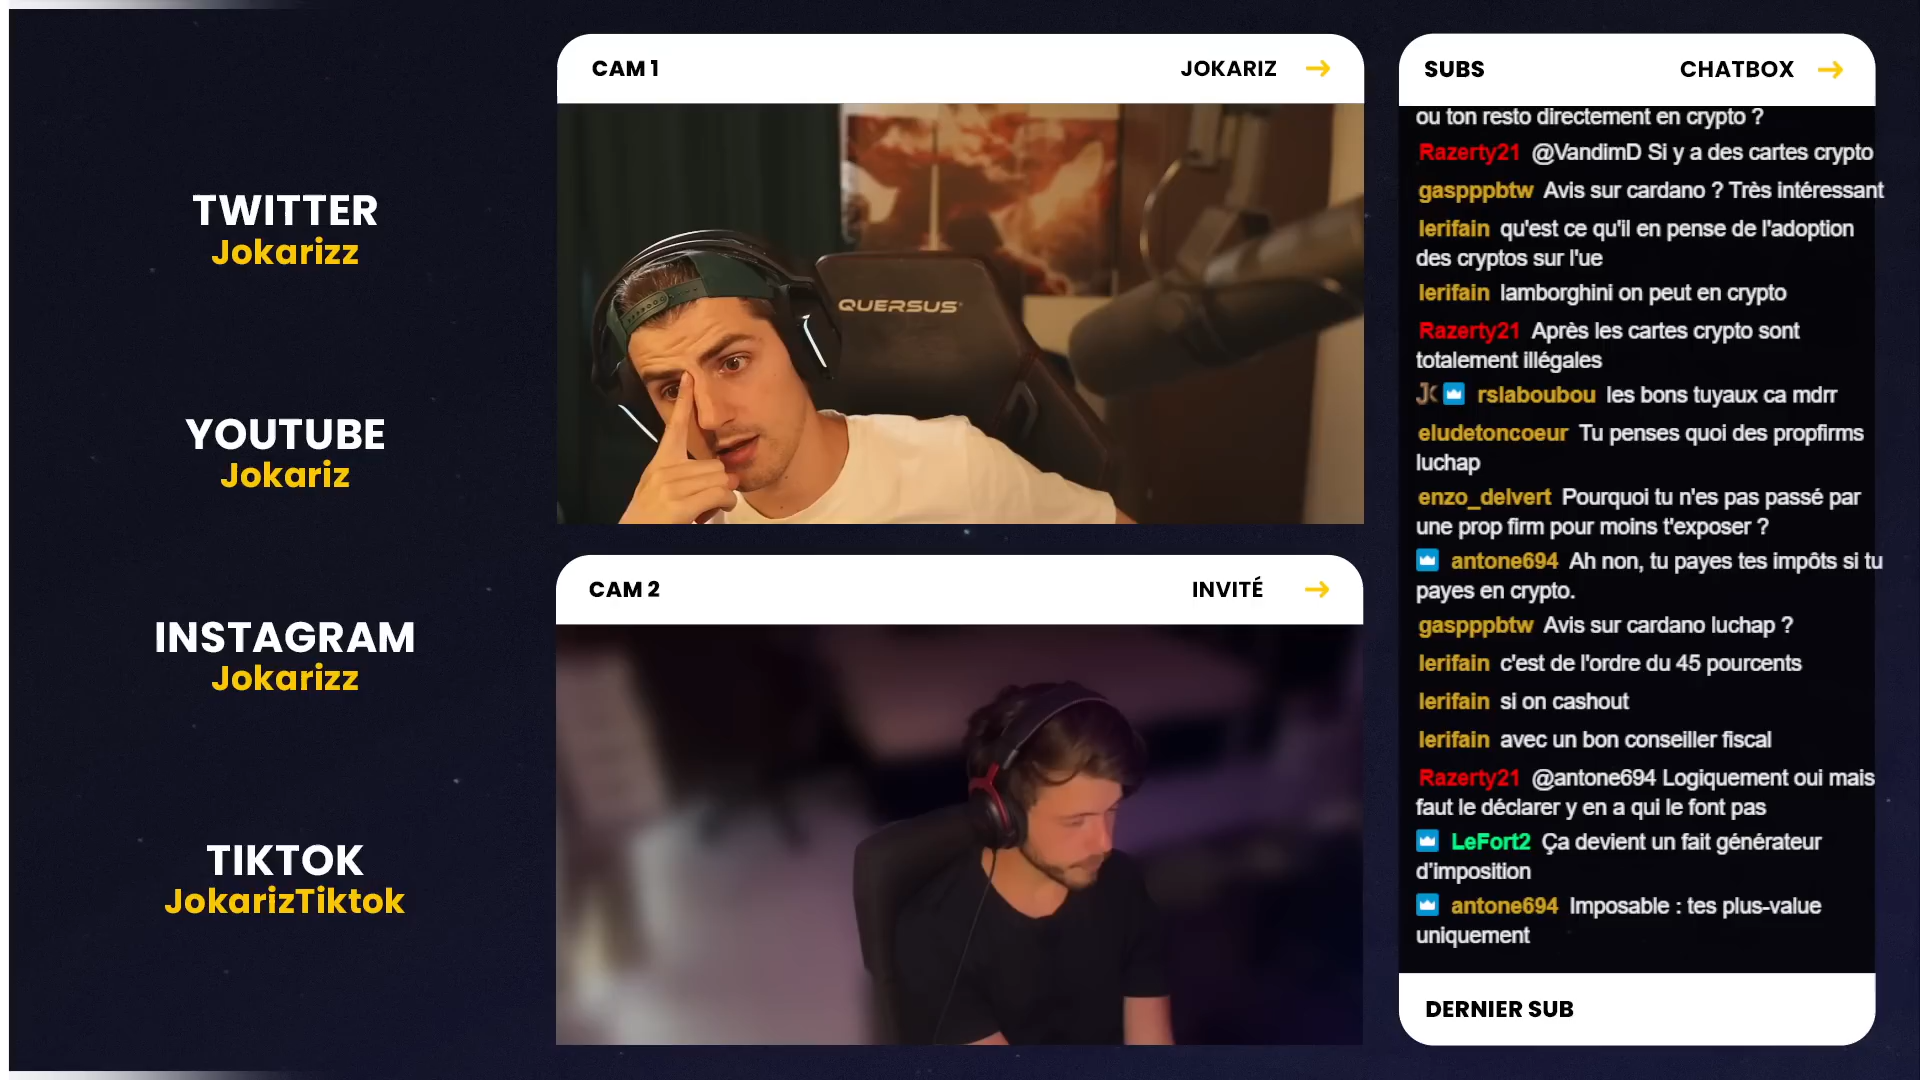 TWITTER
Jokarizz
YOUTUBE
Jokariz
INSTAGRAM
Jokarizz
TIKTOK
JokarizTiktok
CAM 1
JOKARIZ
QUERSUS
CAM 2
INVITÉ
SUBS
CHATBOX
ou ton resto directement en crypto ?
Razerty21 @VandimD Si y a des cartes crypto
gaspppbtw Avis sur cardano ? Très intéressant
lerifain qu'est ce qu'il en pense de l'adoption
des cryptos sur l'ue
lerifain lamborghini on peut en crypto
Razerty21 Après les cartes crypto sont
totalement illégales
JK rslaboubou les bons tuyaux ca mdrr
eludetoncoeur Tu penses quoi des propfirms
luchap
enzo_delvert Pourquoi tu n'es pas passé par
une prop firm pour moins t'exposer ?
antone694 Ah non, tu payes tes impôts si tu
payes en crypto.
gaspppbtw Avis sur cardano luchap ?
lerifain c'est de l'ordre du 45 pourcents
lerifain si on cashout
lerifain avec un bon conseiller fiscal
Razerty21 @antone694 Logiquement oui mais
faut le déclarer y en a qui le font pas
LeFort2 Ça devient un fait générateur
d’imposition
antone694 Imposable : tes plus-value
uniquement
DERNIER SUB